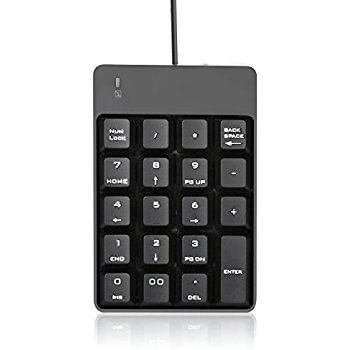 Num LOCK
/
*
BACK SPACE
←
7
HOME
8
↑
9
PG UP
-
4
←
5
6
→
+
1
END
2
↓
3
PG DN
ENTER
0
Ins
00
.
DEL